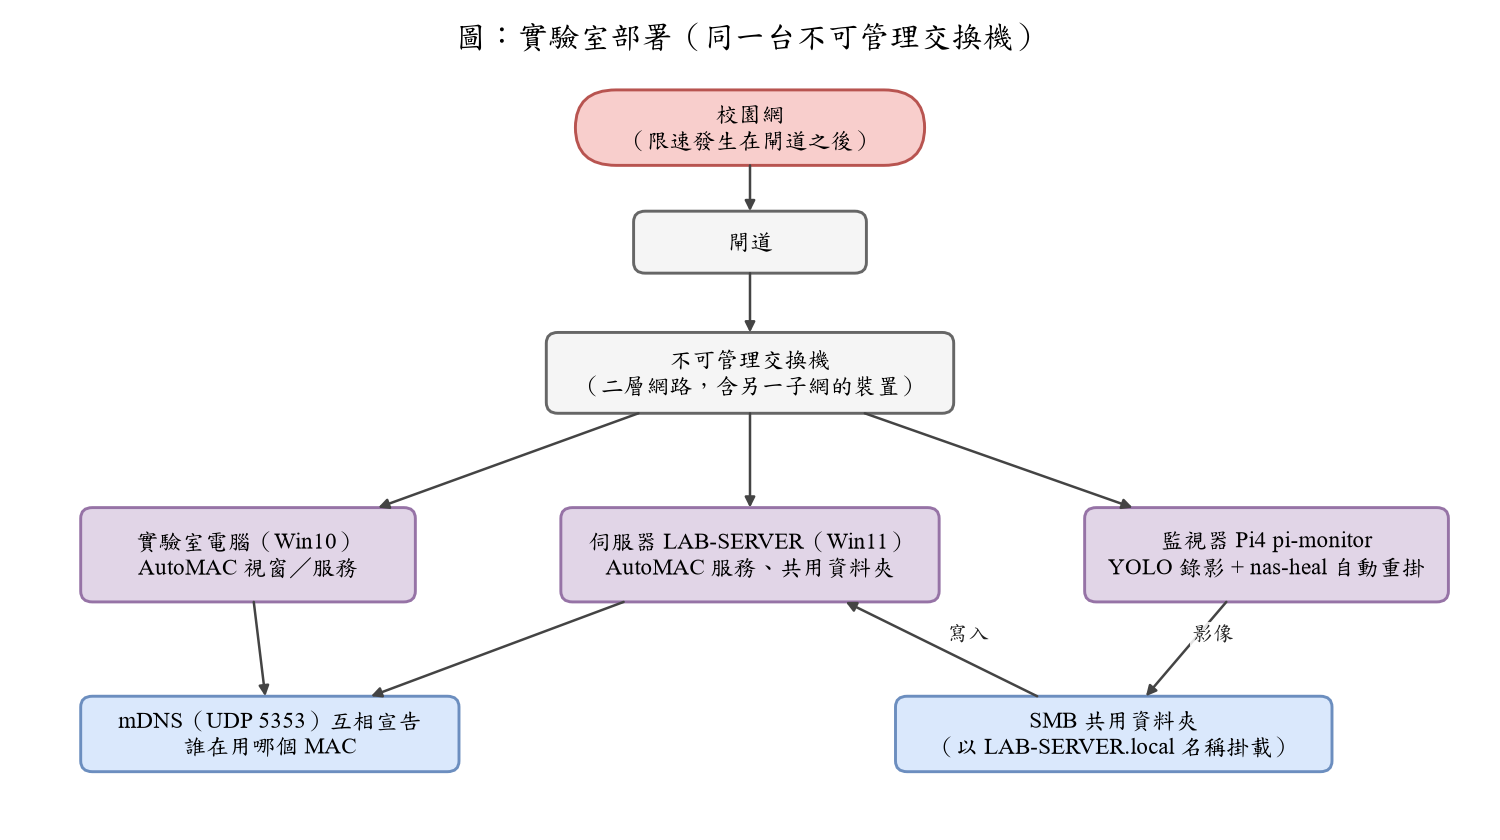 圖：實驗室部署（同一台不可管理交換機）
校園網
（限速發生在閘道之後）
閘道
不可管理交換機
（二層網路，含另一子網的裝置）
實驗室電腦（Win10）
AutoMAC 視窗／服務
伺服器 LAB-SERVER（Win11）
AutoMAC 服務、共用資料夾
監視器 Pi4 pi-monitor
YOLO 錄影 + nas-heal 自動重掛
寫入
影像
mDNS（UDP 5353）互相宣告
誰在用哪個 MAC
SMB 共用資料夾
（以 LAB-SERVER.local 名稱掛載）